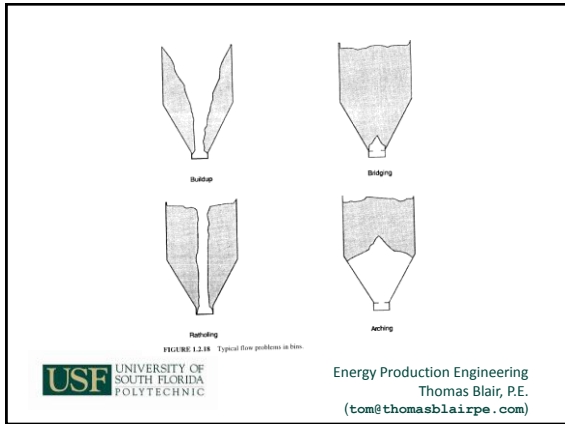 Buildup
Bridging
Ratholing
Arching
FIGURE 1.2.18 Typical flow problems in bins.
USF UNIVERSITY OF
SOUTH FLORIDA
POLYTECHNIC
Energy Production Engineering
Thomas Blair, P.E.
(tom@thomasblairpe.com)